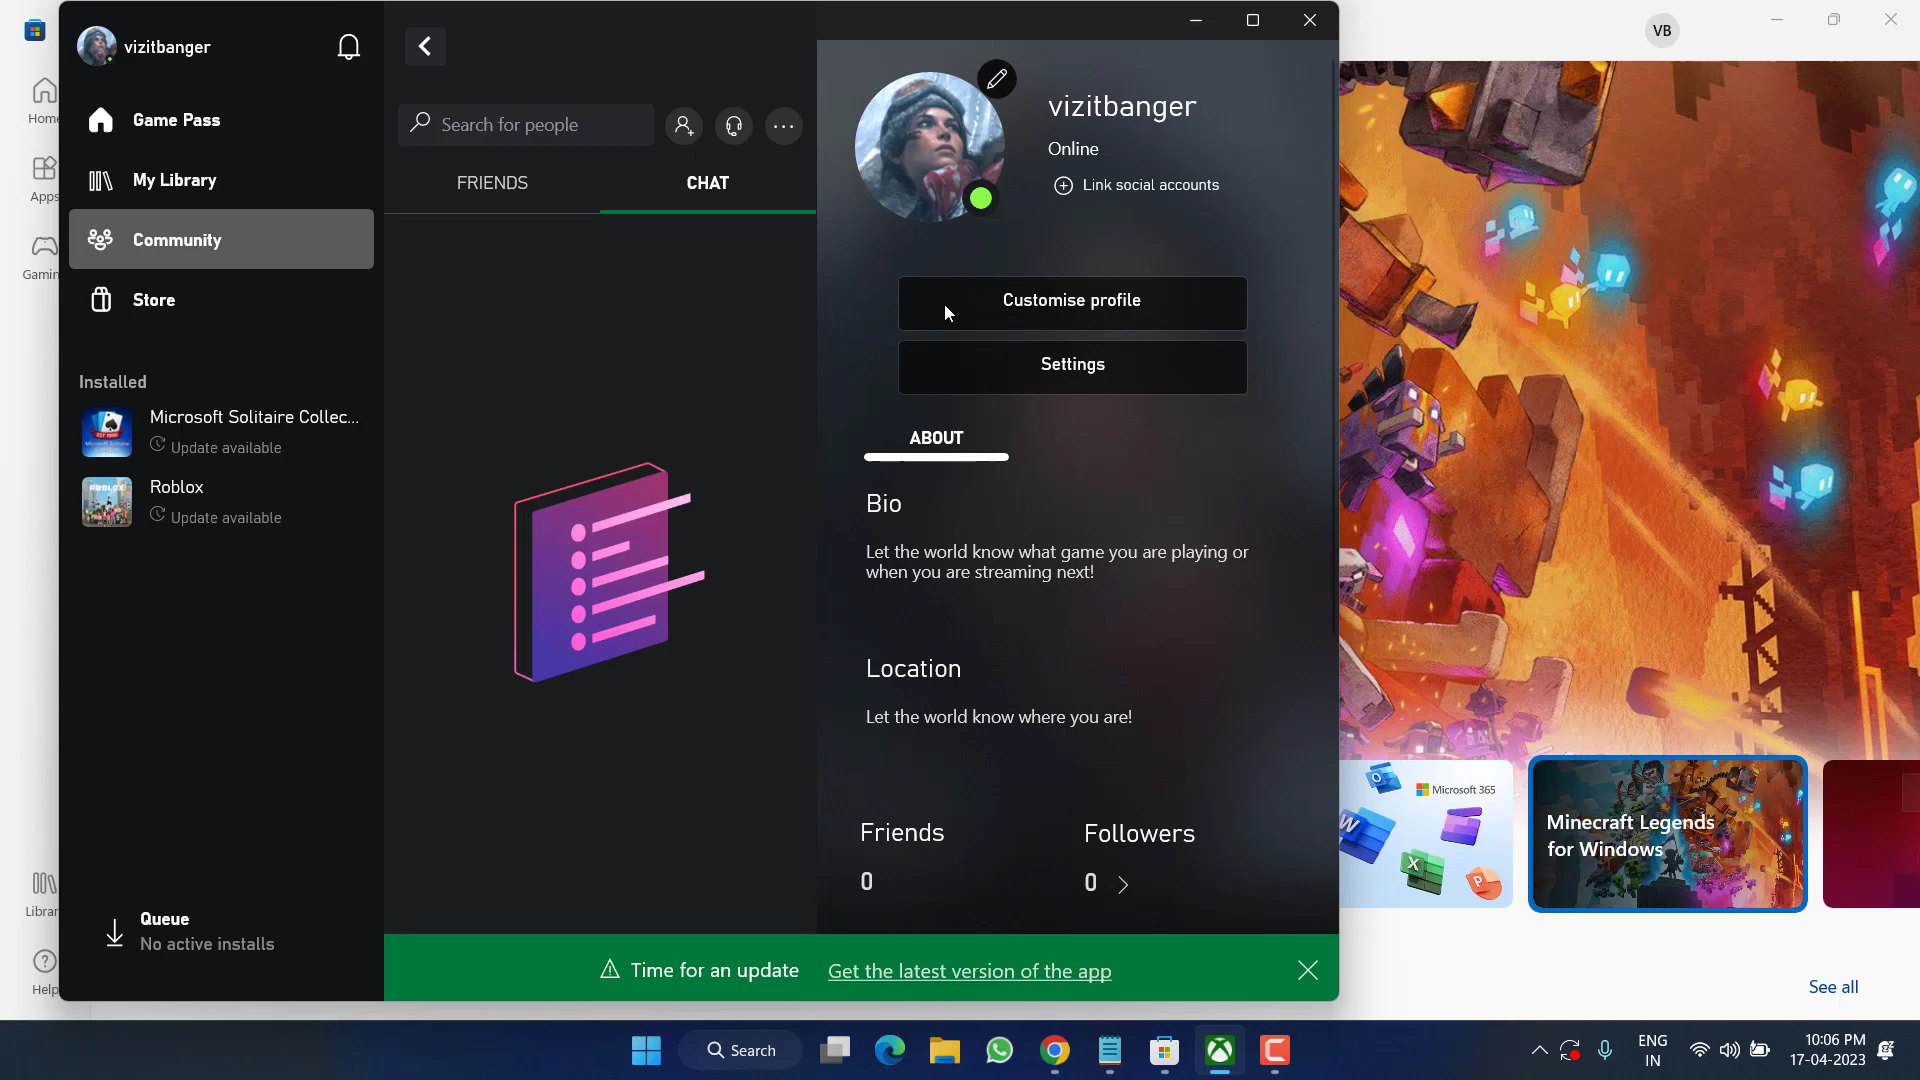 vizitbanger
Game Pass
My Library
Community
Store
Installed
Microsoft Solitaire Collec...
Update available
ROBLOX
Roblox
Update available
Queue
No active installs
Home
Apps
Gamin
Librar
Help
Search for people
FRIENDS
CHAT
vizitbanger
Online
Link social accounts
Customise profile
Settings
ABOUT
Bio
Let the world know what game you are playing or
when you are streaming next!
Location
Let the world know where you are!
Friends
Followers
0
0
Time for an update
Get the latest version of the app
VB
Microsoft 365
Minecraft Legends
for Windows
See all
Search
ENG
IN
10:06 PM
17-04-2023